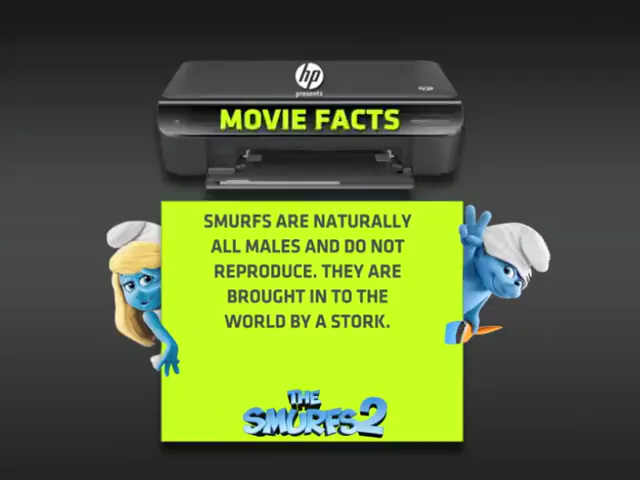 hp
presents
MOVIE FACTS
SMURFS ARE NATURALLY
ALL MALES AND DO NOT
REPRODUCE. THEY ARE
BROUGHT IN TO THE
WORLD BY A STORK.
THE
SMURFS 2